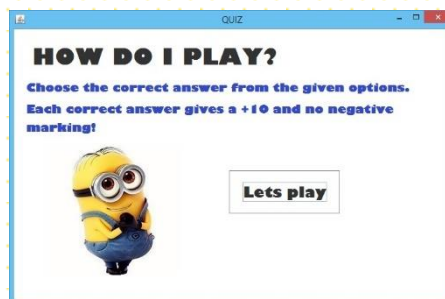 QUIZ
HOW DO I PLAY?
Choose the correct answer from the given options.
Each correct answer gives a +10 and no negative
marking!
Lets play